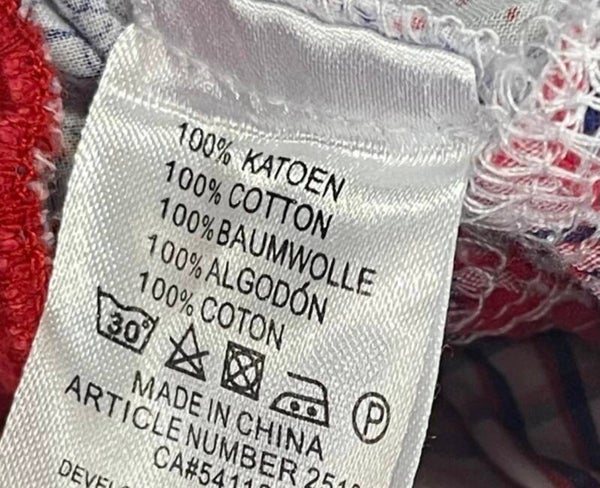 100% KATOEN
100% COTTON
100% BAUMWOLLE
100% ALGODÓN
100% COTON
30° P
MADE IN CHINA
ARTICLE NUMBER